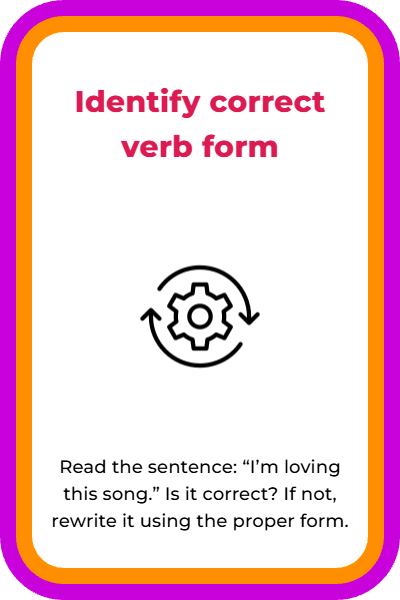 Identify correct
verb form
Read the sentence: “I’m loving
this song.” Is it correct? If not,
rewrite it using the proper form.